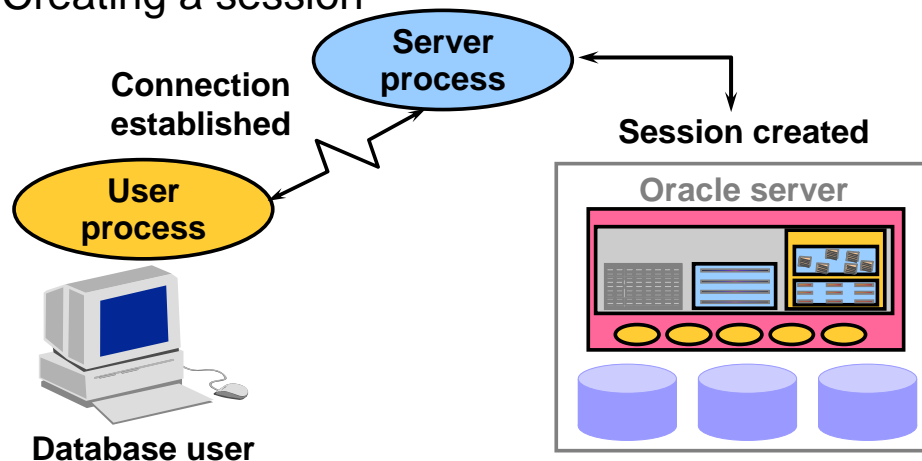 Creating a session
Server
process
Connection
established
Session created
User
process
Oracle server
Database user